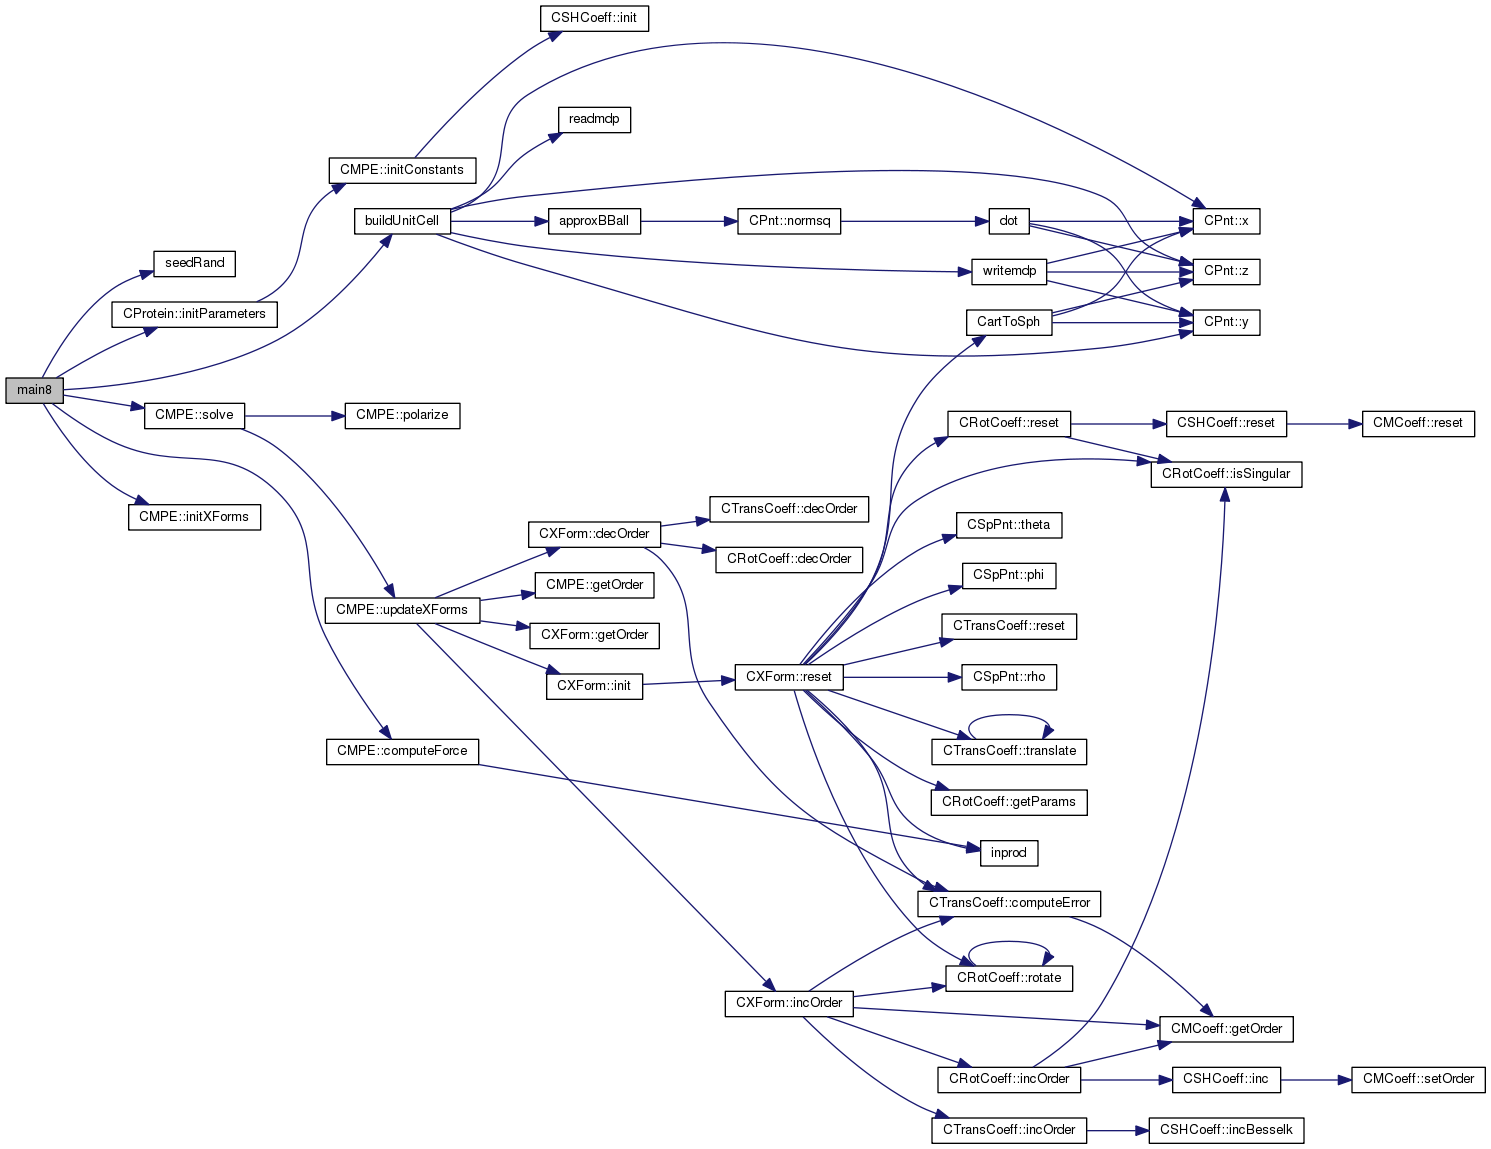 CSHCoeff::init
readmdp
CMPE::initConstants
buildUnitCell
approxBBall
CPnt::normsq
dot
CPnt::x
seedRand
writemdp
CPnt::z
CProtein::initParameters
CartToSph
CPnt::y
main8
CMPE::solve
CMPE::polarize
CRotCoeff::reset
CSHCoeff::reset
CMCoeff::reset
CRotCoeff::isSingular
CMPE::initXForms
CTransCoeff::decOrder
CXForm::decOrder
CSpPnt::theta
CRotCoeff::decOrder
CMPE::getOrder
CSpPnt::phi
CMPE::updateXForms
CXForm::getOrder
CTransCoeff::reset
CXForm::init
CXForm::reset
CSpPnt::rho
CMPE::computeForce
CTransCoeff::translate
CRotCoeff::getParams
inprod
CTransCoeff::computeError
CRotCoeff::rotate
CXForm::incOrder
CMCoeff::getOrder
CRotCoeff::incOrder
CSHCoeff::inc
CMCoeff::setOrder
CTransCoeff::incOrder
CSHCoeff::incBesselk